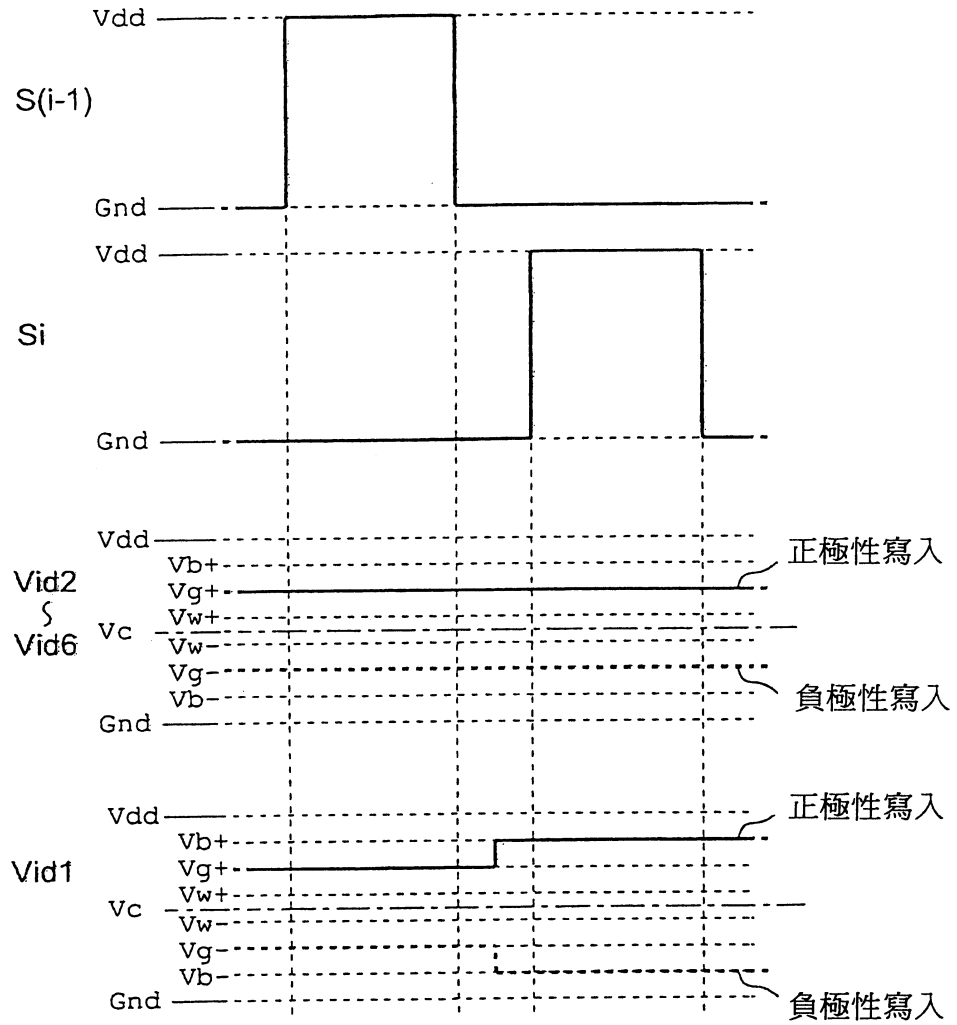 Vdd
S(i-1)
Gnd
Vdd
Si
Gnd
Vdd
Vb+
正極性寫入
Vid2
Vg+
Vw+
Vc
Vid6
Vw-
Vg-
Vb-
負極性寫入
Gnd
Vdd
正極性寫入
Vb+
Vid1
Vg+
Vw+
Vc
Vw-
Vg-
Vb-
Gnd
負極性寫入